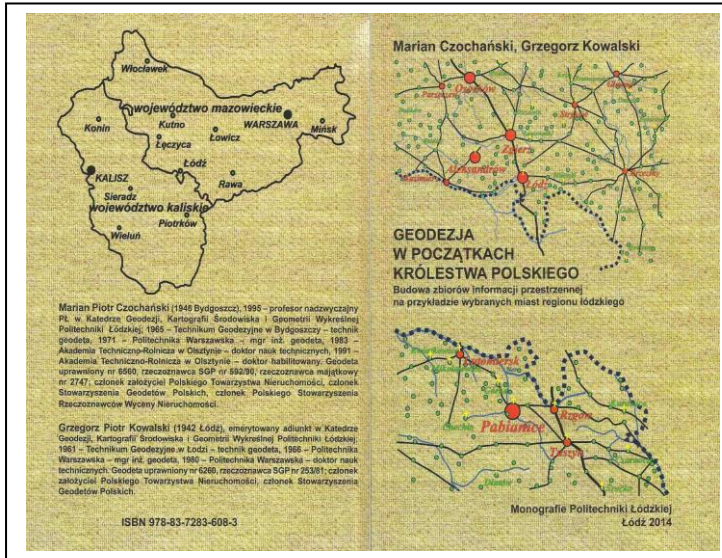 Włocławek
województwo mazowieckie
Konin
Kutno
WARSZAWA
Mińsk
Łęczyca
Łowicz
KALISZ
Łódź
Rawa
Sieradz
województwo kaliskie
Piotrków
Wieluń
Marian Piotr Czochański (1946 Bydgoszcz), 1995 – profesor nadzwyczajny
PŁ w Katedrze Geodezji, Kartografii Środowiska i Geometrii Wykreślnej
Politechniki Łódzkiej; 1965 – Technikum Geodezyjne w Bydgoszczy – technik
geodeta, 1971 – Politechnika Warszawska – mgr inż. geodeta, 1983 –
Akademia Techniczno-Rolnicza w Olsztynie – doktor nauk technicznych, 1991 –
Akademia Techniczno-Rolnicza w Olsztynie – doktor habilitowany. Geodeta
uprawniony nr 6560, rzeczoznawca SGP nr 592/90, rzeczoznawca majątkowy
nr 2747; członek założyciel Polskiego Towarzystwa Nieruchomości, członek
Stowarzyszenia Geodetów Polskich, członek Polskiego Stowarzyszenia
Rzeczoznawców Wyceny Nieruchomości.
Grzegorz Piotr Kowalski (1942 Łódź), emerytowany adiunkt w Katedrze
Geodezji, Kartografii Środowiska i Geometrii Wykreślnej Politechniki Łódzkiej;
1961 – Technikum Geodezyjne w Łodzi – technik geodeta, 1966 – Politechnika
Warszawska – mgr inż. geodeta, 1980 – Politechnika Warszawska – doktor nauk
technicznych. Geodeta uprawniony nr 6260, rzeczoznawca SGP nr 253/81; członek
założyciel Polskiego Towarzystwa Nieruchomości, członek Stowarzyszenia
Geodetów Polskich.
ISBN 978-83-7283-608-3
Marian Czochański, Grzegorz Kowalski
Ozorków
Stryków
Zgierz
Aleksandrów
Łódź
Brzeziny
GEODEZJA
W POCZĄTKACH
KRÓLESTWA POLSKIEGO
Budowa zbiorów informacji przestrzennej
na przykładzie wybranych miast regionu łódzkiego
Lutomiersk
Rzgów
Pabianice
Tuszyn
Monografie Politechniki Łódzkiej
Łódź 2014